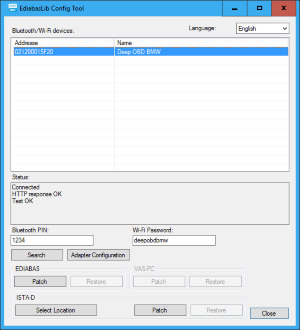 EdiabasLib Config Tool
Language:
Bluetooth/Wi-Fi devices:
English
Addresse Name
021200015F20 Deep OBD BMW
Status:
Connected
HTTP response OK
Test OK
Bluetooth PIN: Wi-Fi Password:
1234 deepobdbmw
Search Adapter Configuration
EDIABAS VAS-PC
Patch Restore Patch Restore
ISTA-D
Select Location Patch Restore
Close